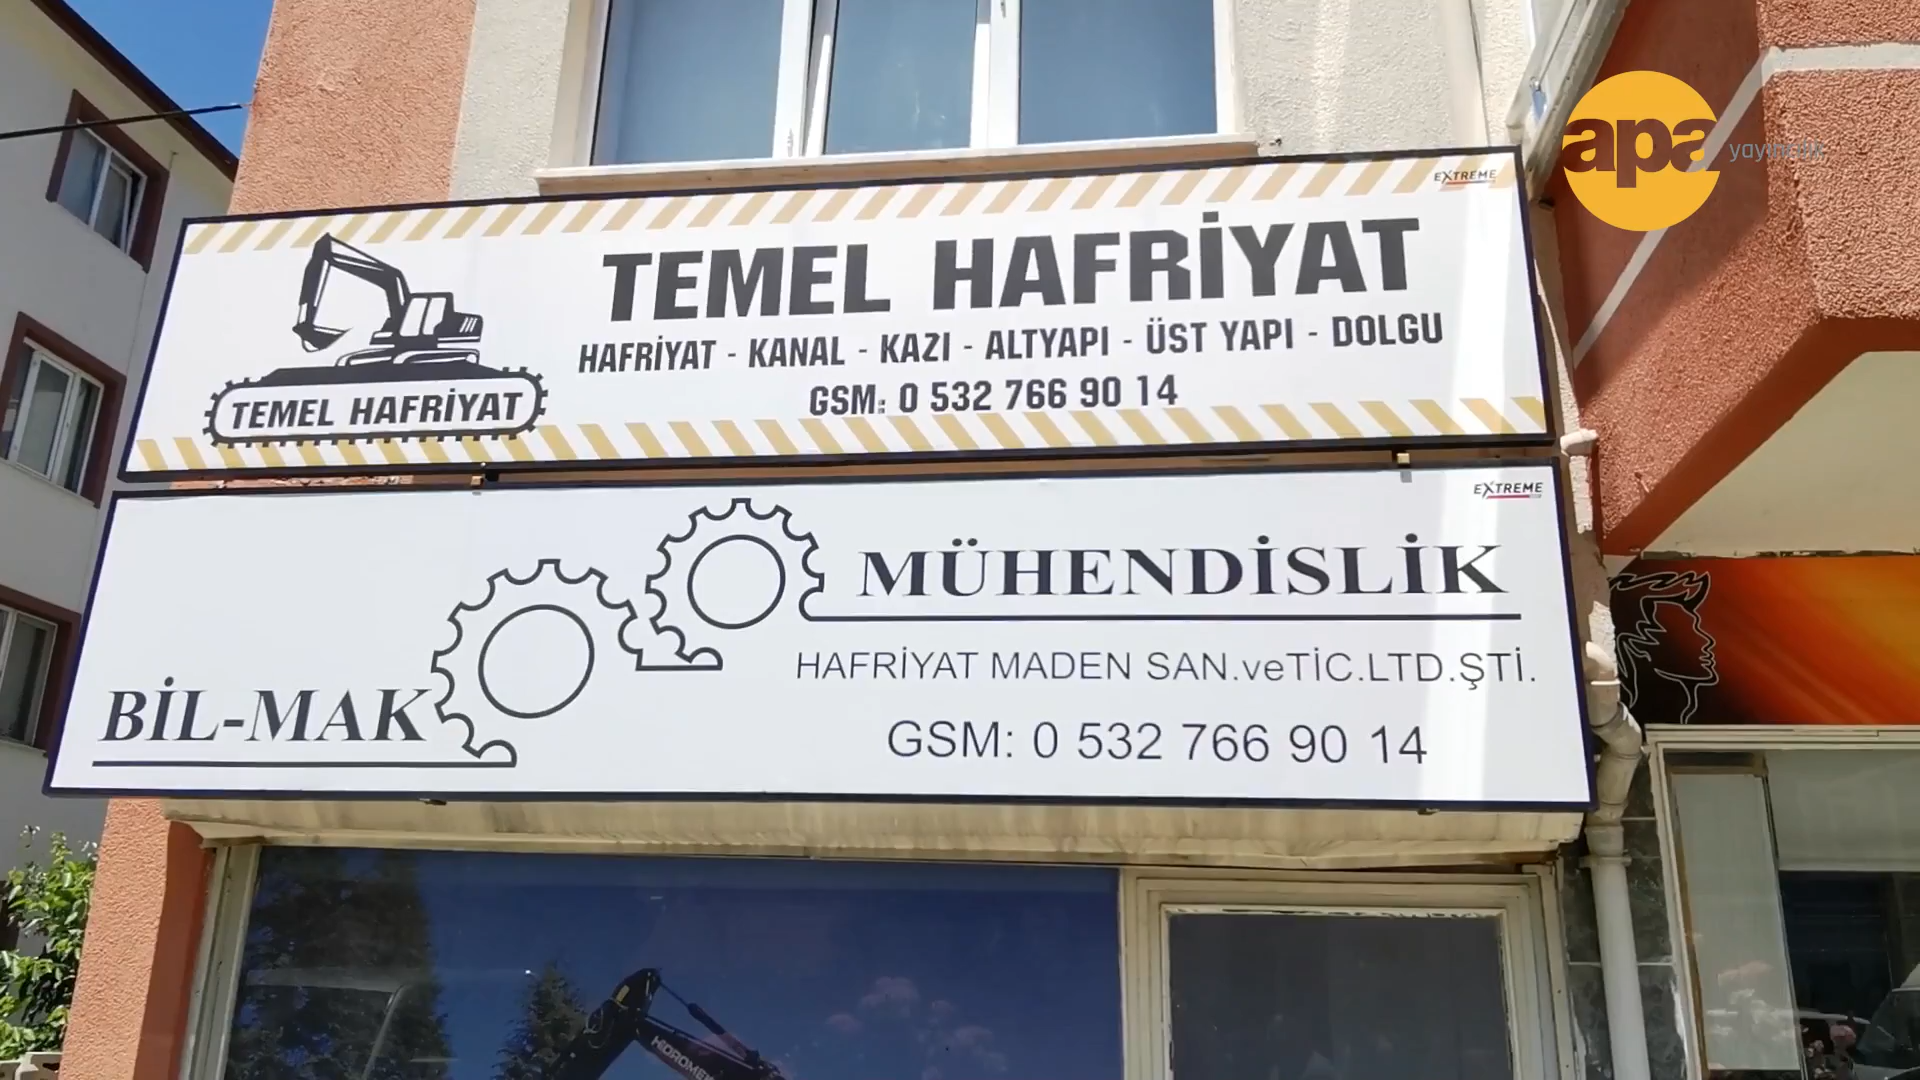 apa
EXTREME
TEMEL HAFRİYAT
HAFRİYAT - KANAL - KAZI - ALTYAPI - ÜST YAPI - DOLGU
GSM: 0 532 766 90 14
TEMEL HAFRİYAT
EXTREME
MÜHENDİSLİK
HAFRİYAT MADEN SAN.veTİC.LTD.ŞTİ.
BİL-MAK
GSM: 0 532 766 90 14